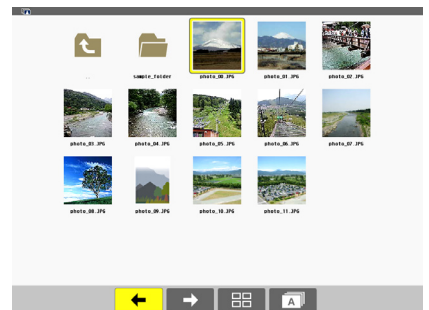 ..
sample_folder photo_00.JPG photo_01.JPG photo_02.JPG
photo_03.JPG photo_04.JPG photo_05.JPG photo_06.JPG photo_07.JPG
photo_08.JPG photo_09.JPG photo_10.JPG photo_11.JPG
A